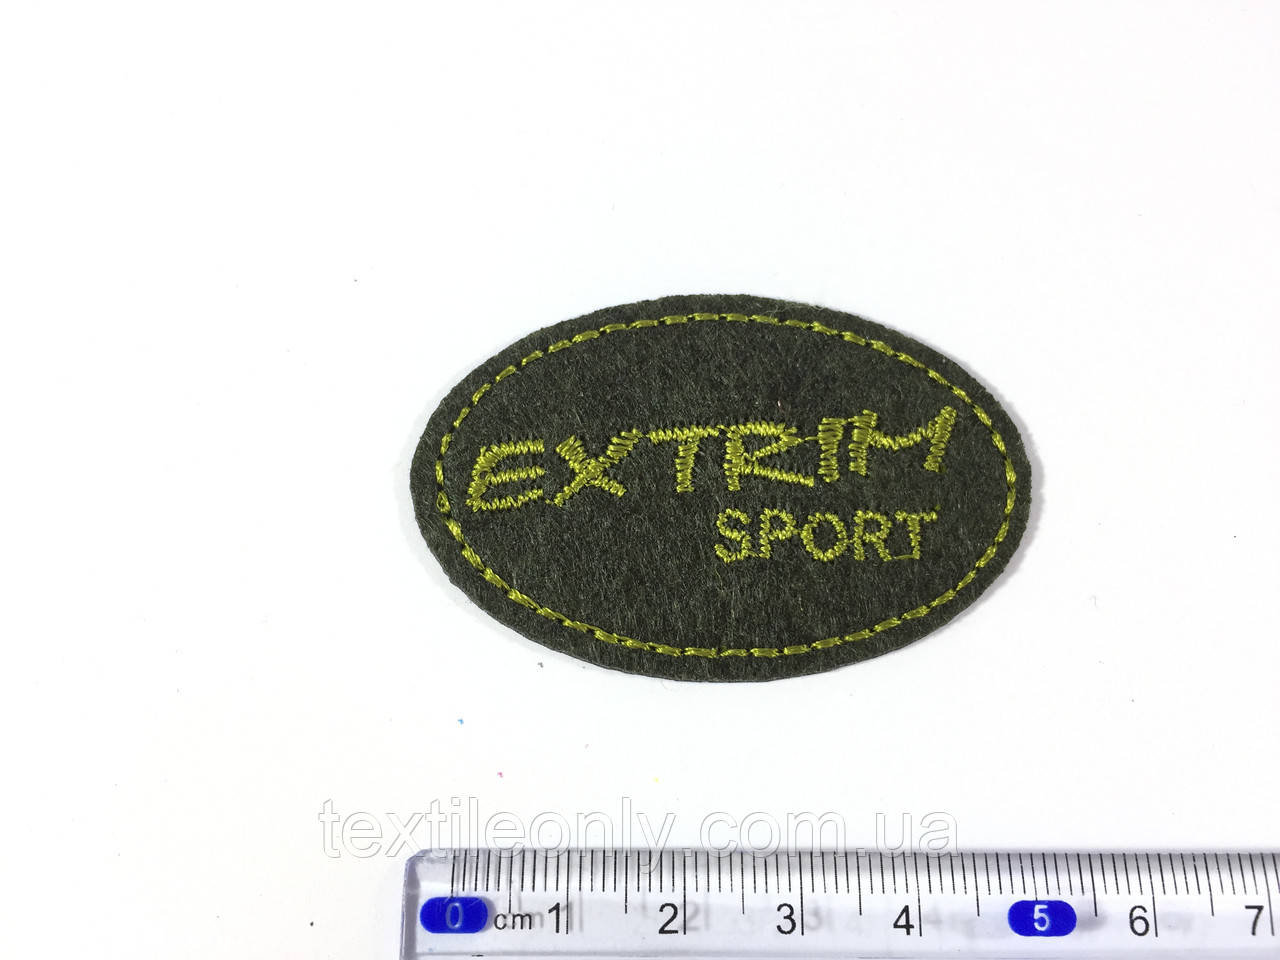 EXTRIM
SPORT
textileonly.com.ua
0 cm 1 2 3 4 5 6 7